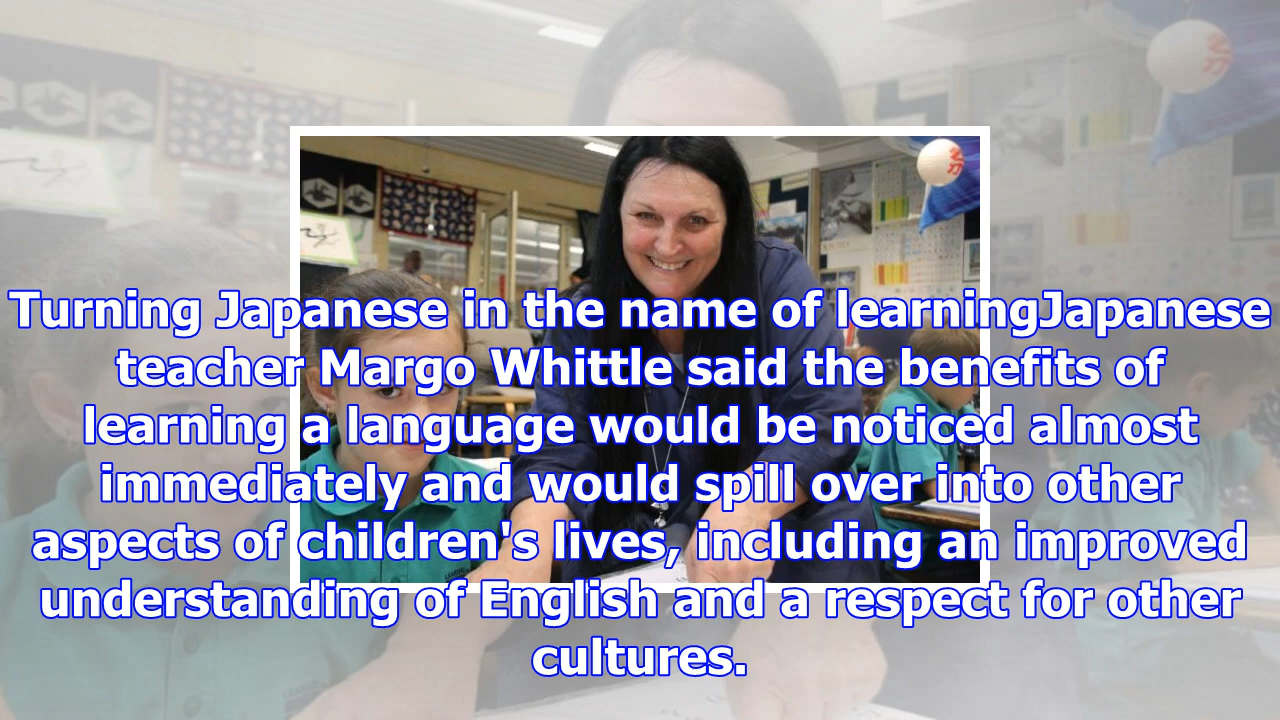 Turning Japanese in the name of learningJapanese
teacher Margo Whittle said the benefits of
learning a language would be noticed almost
immediately and would spill over into other
aspects of children's lives, including an improved
understanding of English and a respect for other
cultures.